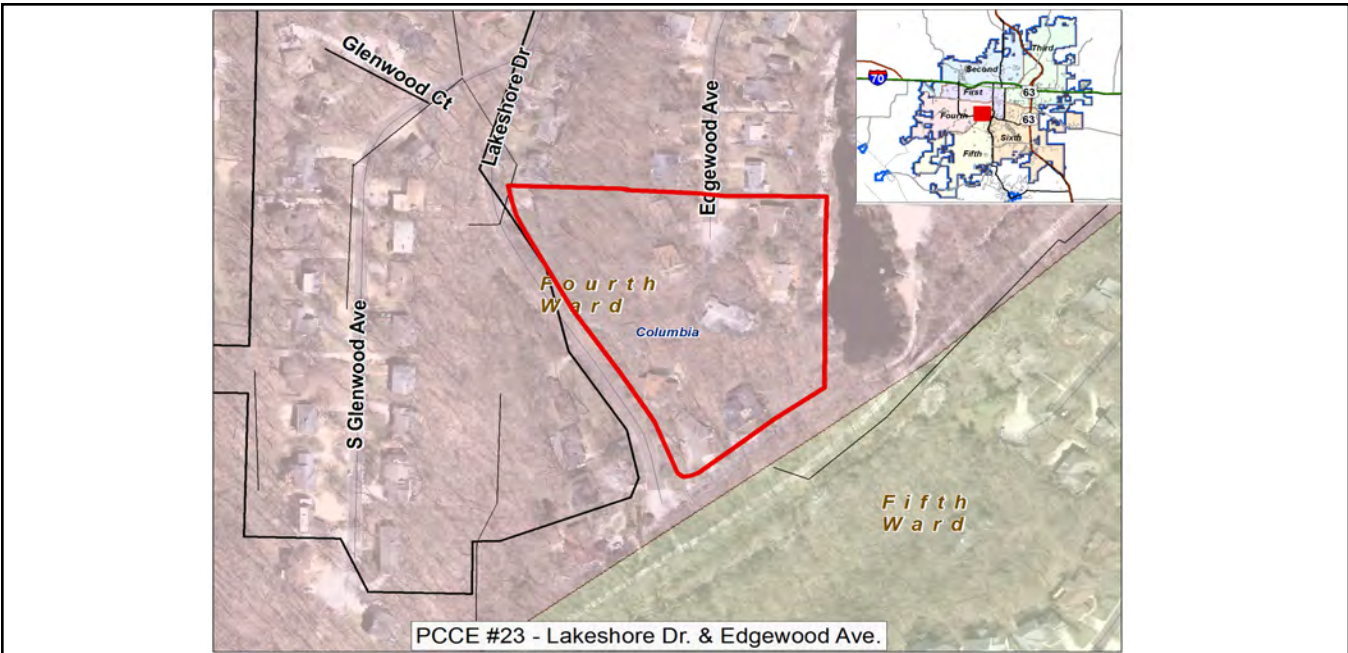 Glenwood Ct
Lakeshore Dr
Edgewood Ave
S Glenwood Ave
Fourth
Ward
Columbia
Fifth
Ward
PCCE #23 - Lakeshore Dr. & Edgewood Ave.
Third
Second
70
First
63
Fourth
63
Sixth
Fifth